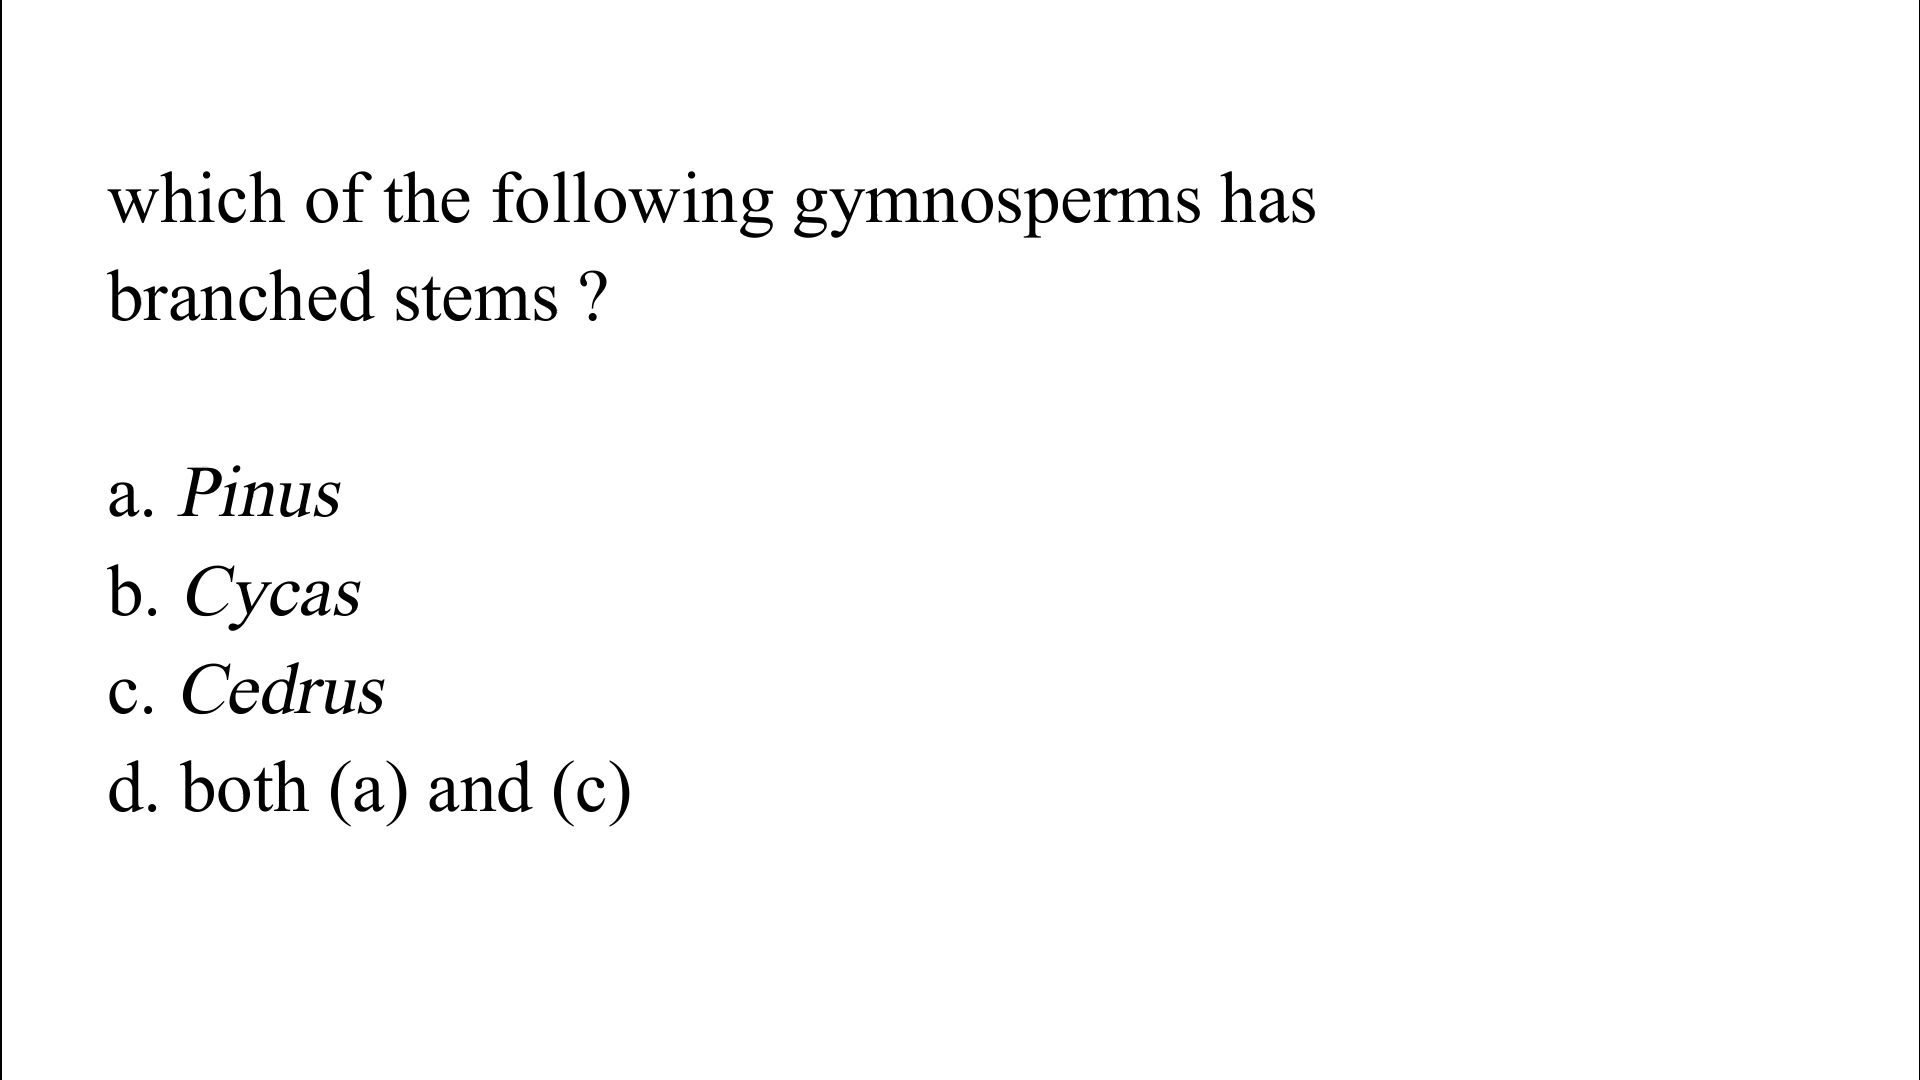 which of the following gymnosperms has
branched stems ?
a. Pinus
b. Cycas
c. Cedrus
d. both (a) and (c)